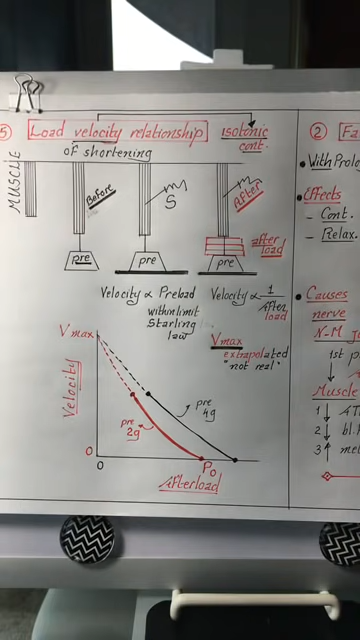 ⑤ Load velocity relationship isotonic
of shortening cont.
MUSCLE
Before
S
After
after
load
pre
pre
pre
Velocity ∝ Preload
within limit
Starling
law
Velocity ∝ 1/After
load
Vmax
extrapolated
"not real"
Vmax
Velocity
pre
4g
pre
2g
0
0
Po
Afterload
② Fa
• With Prolo
• Effects
- Cont.
- Relax.
• Causes
nerve
N-M J
1st p
Muscle
1 ↓ AT
2 ↓ bl.
3 ↑ met